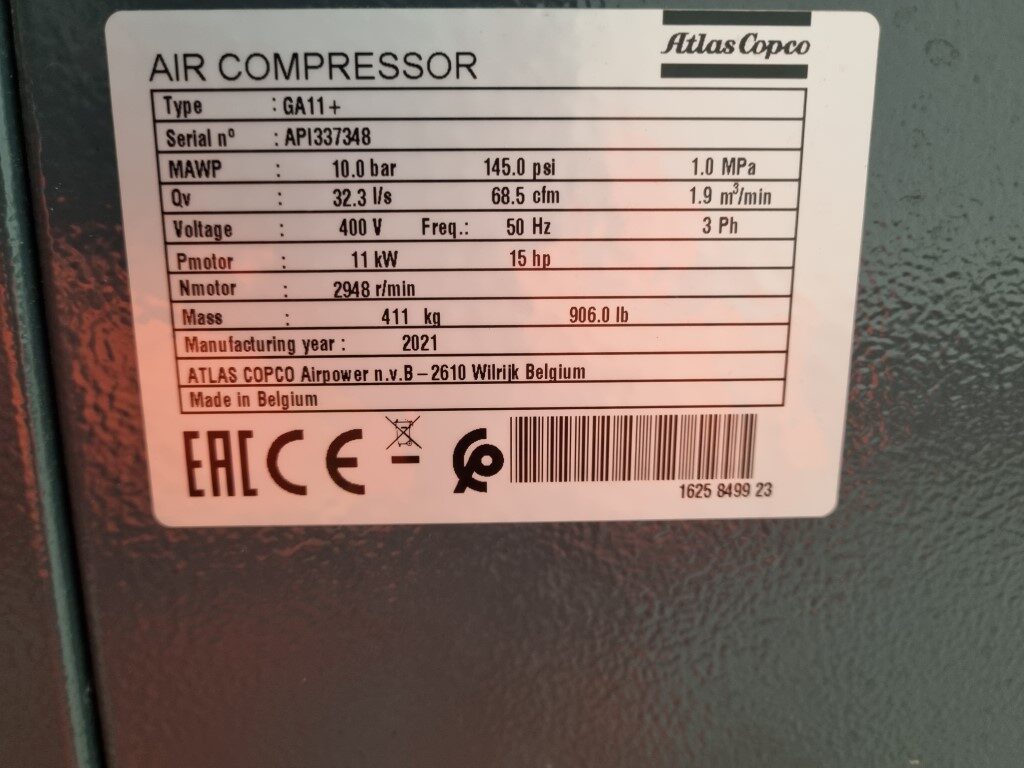 Atlas Copco
AIR COMPRESSOR
Type : GA11+
Serial nº : API337348
MAWP : 10.0 bar 145.0 psi 1.0 MPa
Qv : 32.3 l/s 68.5 cfm 1.9 m³/min
Voltage : 400 V Freq.: 50 Hz 3 Ph
Pmotor : 11 kW 15 hp
Nmotor : 2948 r/min
Mass : 411 kg 906.0 lb
Manufacturing year : 2021
ATLAS COPCO Airpower n.v.B – 2610 Wilrijk Belgium
Made in Belgium
EAC CE
1625 8499 23